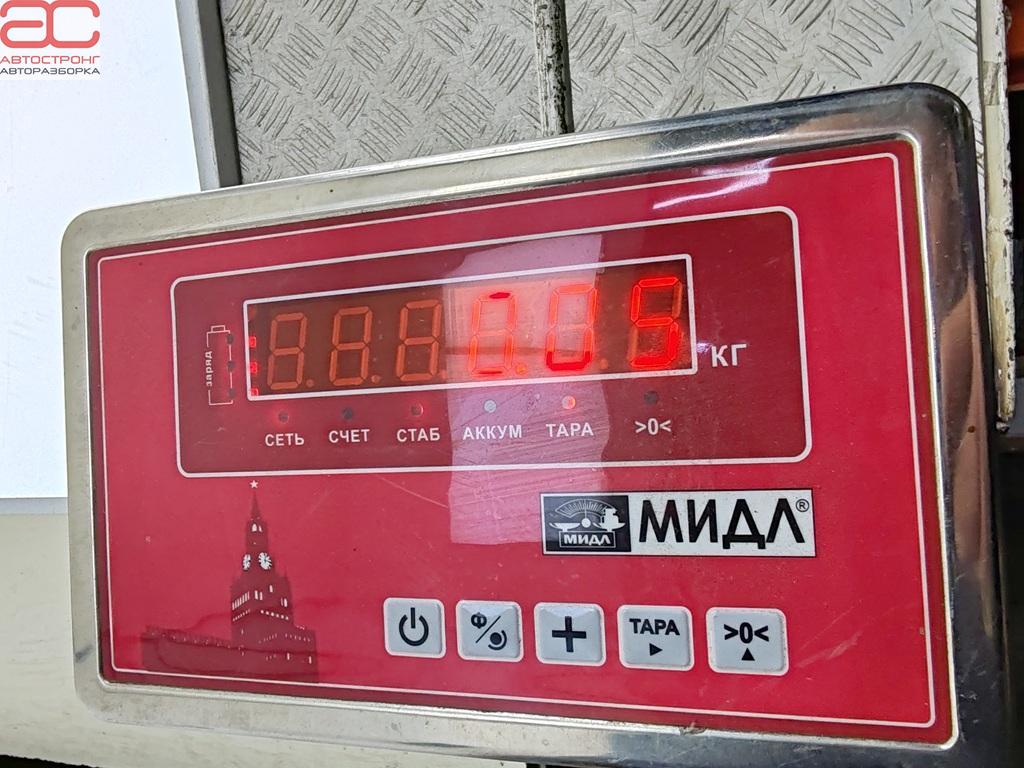 ас
АВТОСТРОНГ
АВТОРАЗБОРКА
заряд
0.05 КГ
СЕТЬ СЧЕТ СТАБ АККУМ ТАРА >0<
МИДЛ МИДЛ®
Ф/ + ТАРА >0<